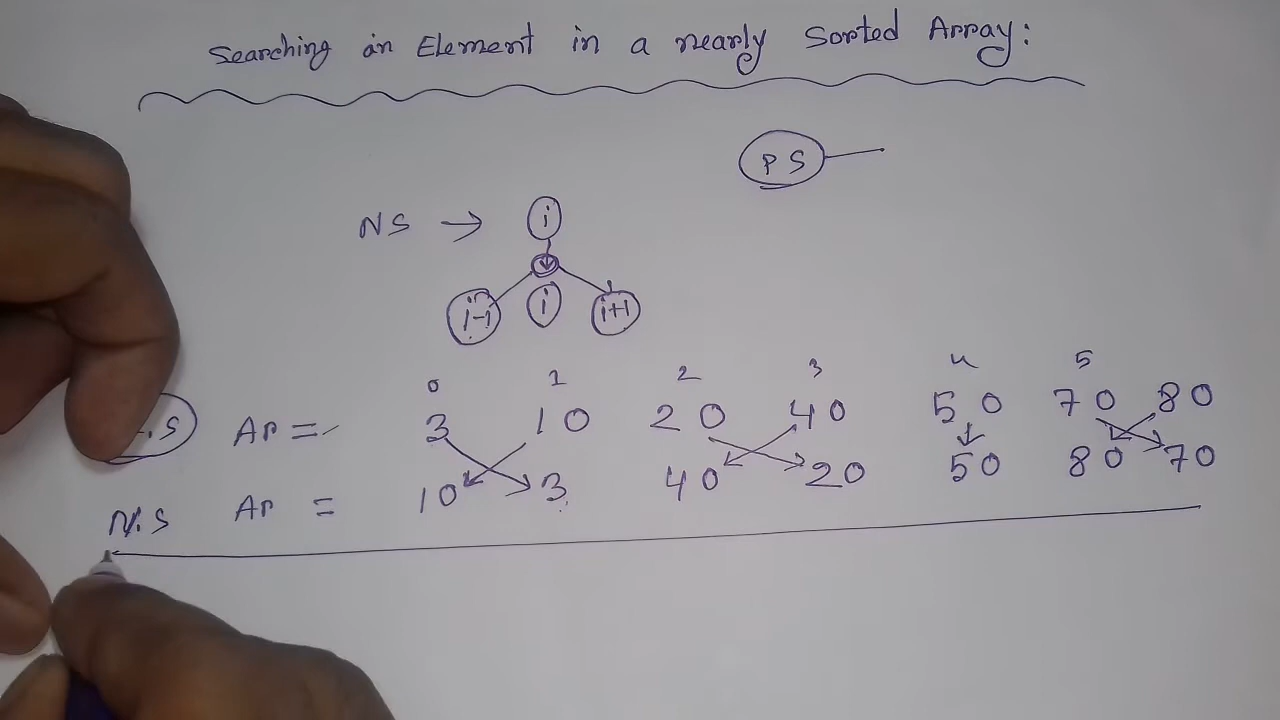 Searching an Element in a nearly Sorted Array:
PS
NS → i
i-1 i i+1
0 1 2 3 4 5
.S Ar = 3 10 20 40 50 70 80
N.S Ar = 10 3 40 20 50 80 70